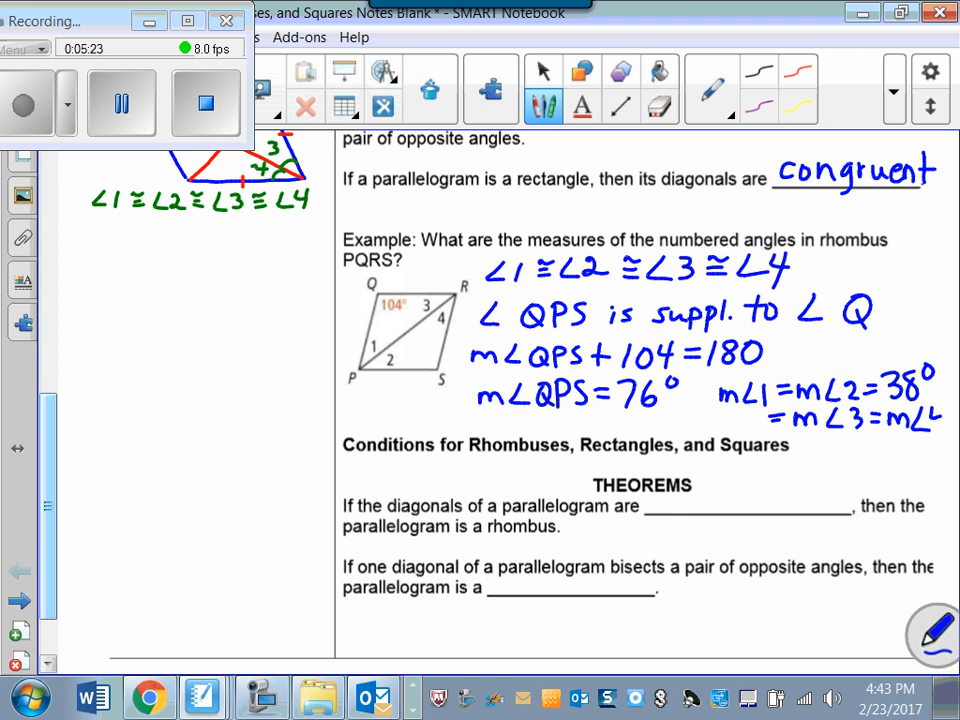 Recording...
ses, and Squares Notes Blank * - SMART Notebook
Menu
0:05:23
8.0 fps
Add-ons Help
pair of opposite angles.
If a parallelogram is a rectangle, then its diagonals are congruent
3
4
∠1 ≅ ∠2 ≅ ∠3 ≅ ∠4
Example: What are the measures of the numbered angles in rhombus
PQRS?
∠1 ≅ ∠2 ≅ ∠3 ≅ ∠4
Q R
104° 3
4
1
2
P S
∠ QPS is suppl. to ∠ Q
m∠QPS + 104 = 180
m∠QPS = 76° m∠1 = m∠2 = 38°
= m∠3 = m∠4
Conditions for Rhombuses, Rectangles, and Squares
THEOREMS
If the diagonals of a parallelogram are ____________________, then the
parallelogram is a rhombus.
If one diagonal of a parallelogram bisects a pair of opposite angles, then the
parallelogram is a ________________.
4:43 PM
2/23/2017